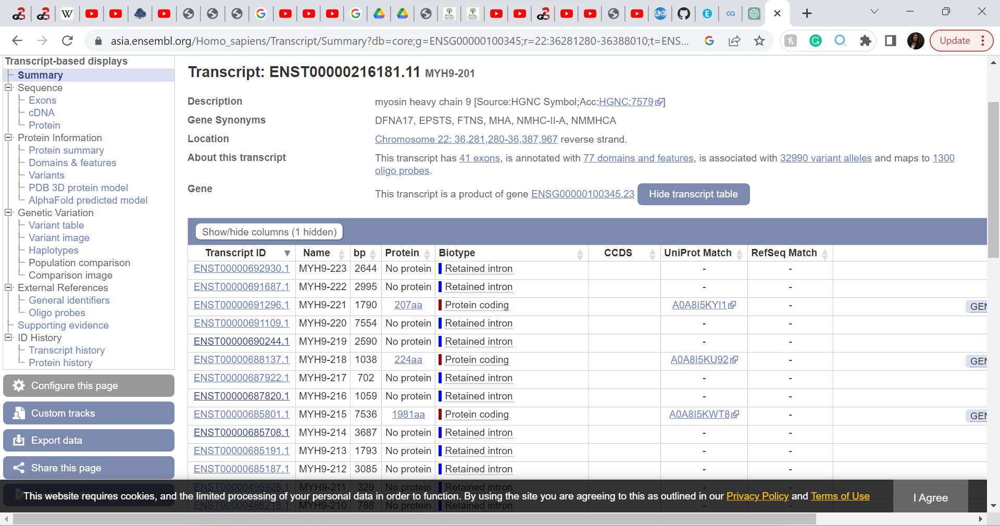 asia.ensembl.org/Homo_sapiens/Transcript/Summary?db=core;g=ENSG00000100345;r=22:36281280-36388010;t=ENS...
Update
Transcript-based displays
Summary
Sequence
Exons
cDNA
Protein
Protein Information
Protein summary
Domains & features
Variants
PDB 3D protein model
AlphaFold predicted model
Genetic Variation
Variant table
Variant image
Haplotypes
Population comparison
Comparison image
External References
General identifiers
Oligo probes
Supporting evidence
ID History
Transcript history
Protein history
Configure this page
Custom tracks
Export data
Share this page
Transcript: ENST00000216181.11 MYH9-201
Description myosin heavy chain 9 [Source:HGNC Symbol;Acc:HGNC:7579]
Gene Synonyms DFNA17, EPSTS, FTNS, MHA, NMHC-II-A, NMMHCA
Location Chromosome 22: 36,281,280-36,387,967 reverse strand.
About this transcript This transcript has 41 exons, is annotated with 77 domains and features, is associated with 32990 variant alleles and maps to 1300
oligo probes.
Gene This transcript is a product of gene ENSG00000100345.23 Hide transcript table
Show/hide columns (1 hidden)
Transcript ID Name bp Protein Biotype CCDS UniProt Match RefSeq Match
ENST00000692930.1 MYH9-223 2644 No protein Retained intron - -
ENST00000691687.1 MYH9-222 2995 No protein Retained intron - -
ENST00000691296.1 MYH9-221 1790 207aa Protein coding A0A8I5KYI1 - GEN
ENST00000691109.1 MYH9-220 7554 No protein Retained intron - -
ENST00000690244.1 MYH9-219 2590 No protein Retained intron - -
ENST00000688137.1 MYH9-218 1038 224aa Protein coding A0A8I5KU92 - GEN
ENST00000687922.1 MYH9-217 702 No protein Retained intron - -
ENST00000687820.1 MYH9-216 1059 No protein Retained intron - -
ENST00000685801.1 MYH9-215 7536 1981aa Protein coding A0A8I5KWT8 - GEN
ENST00000685708.1 MYH9-214 3687 No protein Retained intron - -
ENST00000685191.1 MYH9-213 1793 No protein Retained intron - -
ENST00000685187.1 MYH9-212 3085 No protein Retained intron - -
ENST00000495928.1 MYH9-211 329 No protein Retained intron - -
This website requires cookies, and the limited processing of your personal data in order to function. By using the site you are agreeing to this as outlined in our Privacy Policy and Terms of Use I Agree
ENST00000486218.1 MYH9-210 788 No protein Retained intron - -